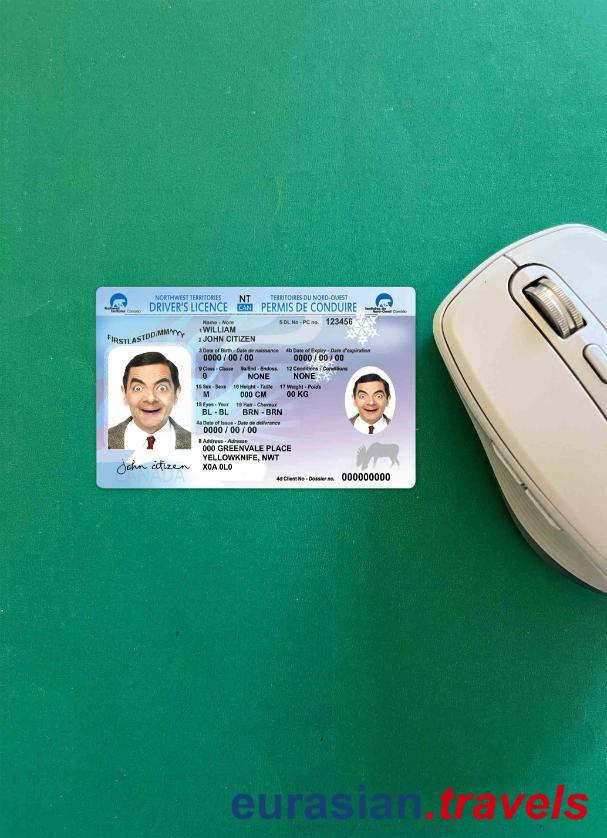 NORTHWEST TERRITORIES NT TERRITOIRES DU NORD-OUEST
DRIVER'S LICENCE CAN PERMIS DE CONDUIRE
Name - Nom 5 DL No - PC no. 123456
1 WILLIAM
2 JOHN CITIZEN
FIRSTLASTDD/MM/YYY
3 Date of Birth - Date de naissance 4b Date of Expiry - Date d'expiration
0000 / 00 / 00 0000 / 00 / 00
9 Class - Classe 9a End - Endoss. 12 Conditions / Conditions
0 NONE NONE
15 Sex - Sexe 16 Height - Taille 17 Weight - Poids
M 000 CM 00 KG
18 Eyes - Yeux 19 Hair - Cheveux
BL - BL BRN - BRN
4a Date of Issue - Date de délivrance
0000 / 00 / 00
8 Address - Adresse
000 GREENVALE PLACE
YELLOWKNIFE, NWT
X0A 0L0
John citizen
CANADA
4d Client No - Dossier no. 000000000
eurasian.travels